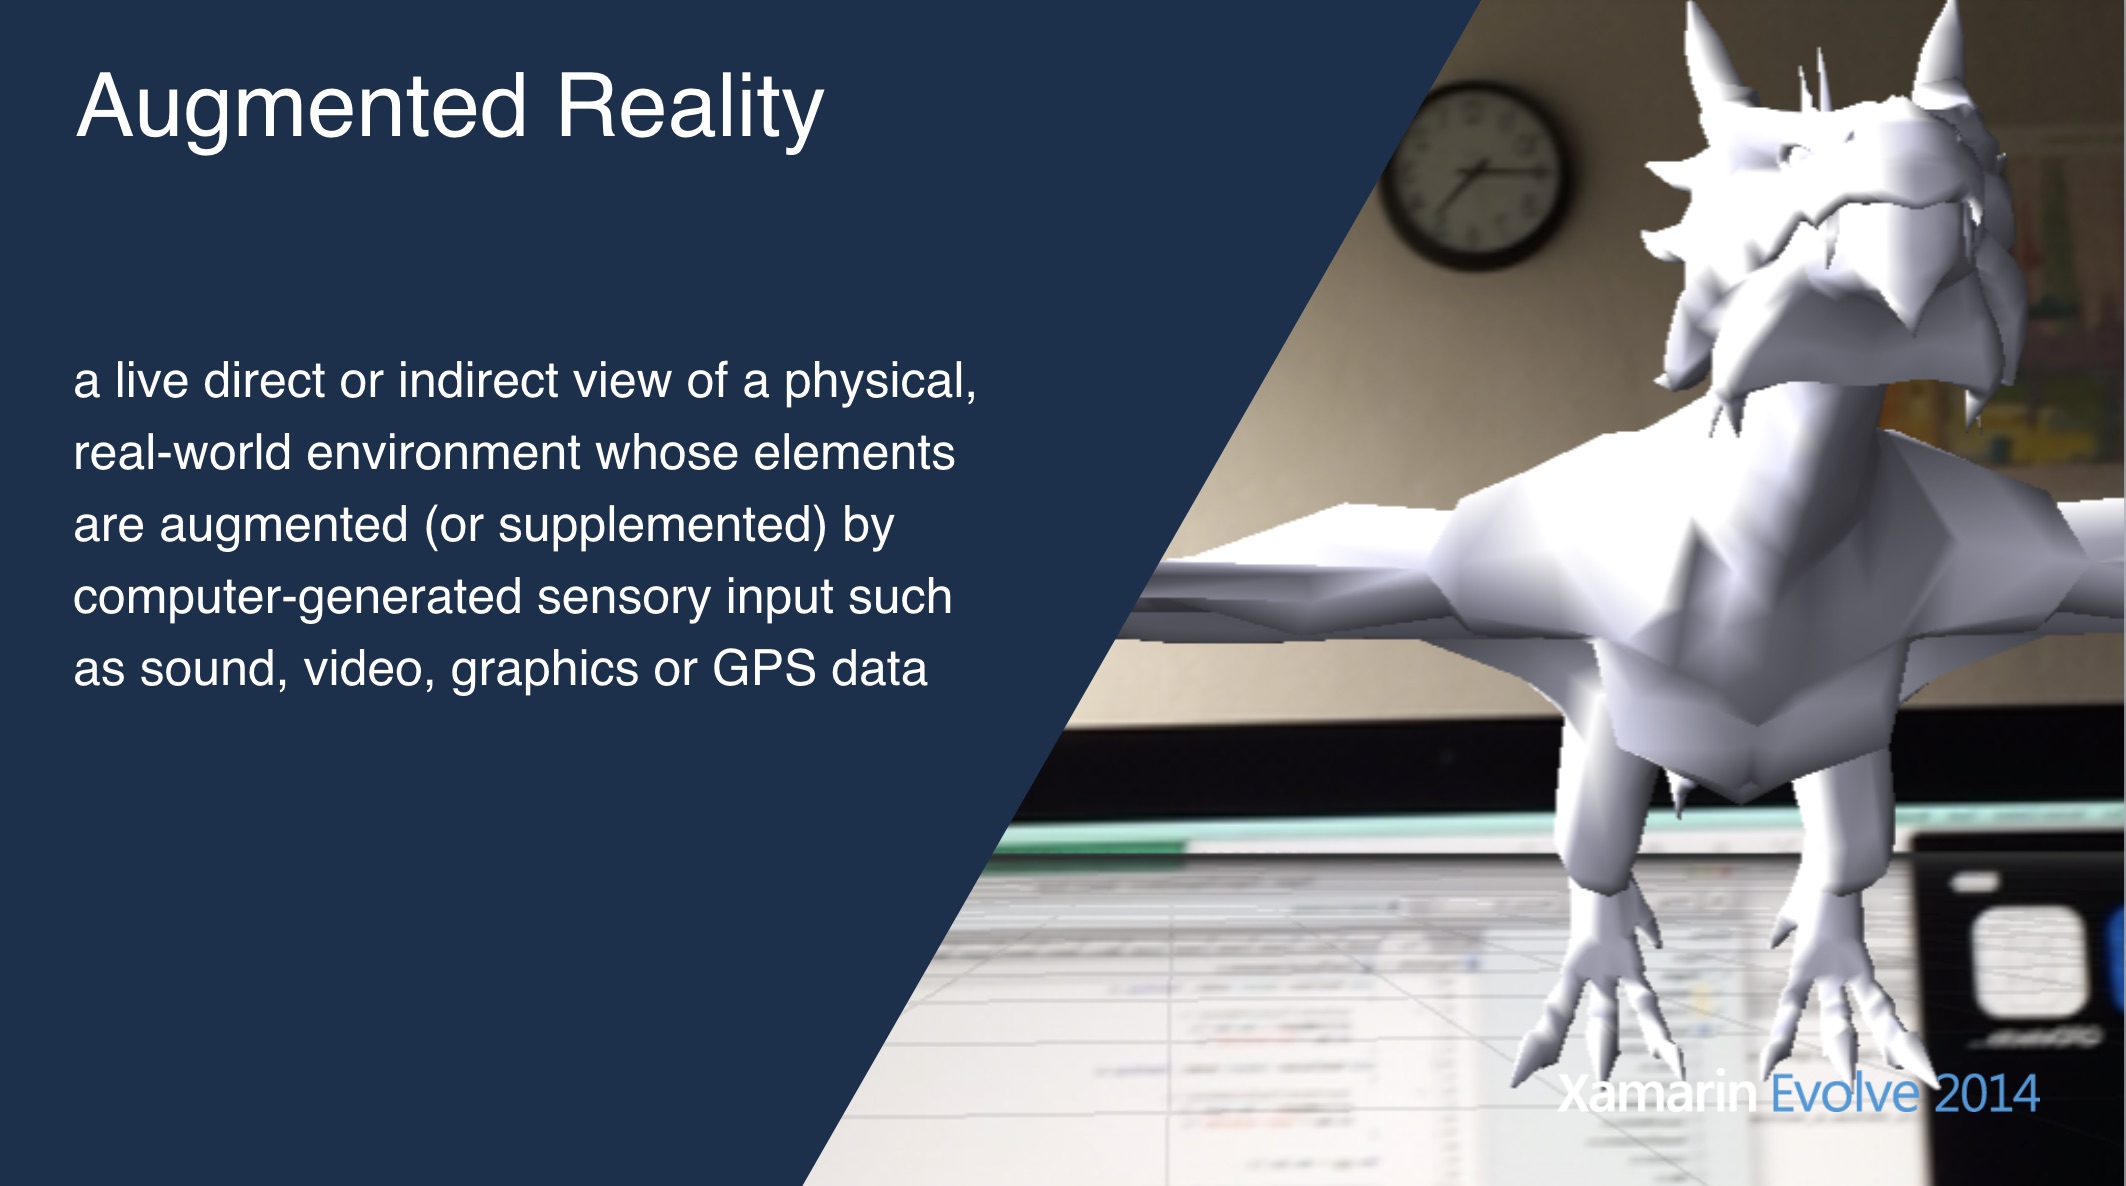 Augmented Reality
a live direct or indirect view of a physical,
real-world environment whose elements
are augmented (or supplemented) by
computer-generated sensory input such
as sound, video, graphics or GPS data
Xamarin Evolve 2014